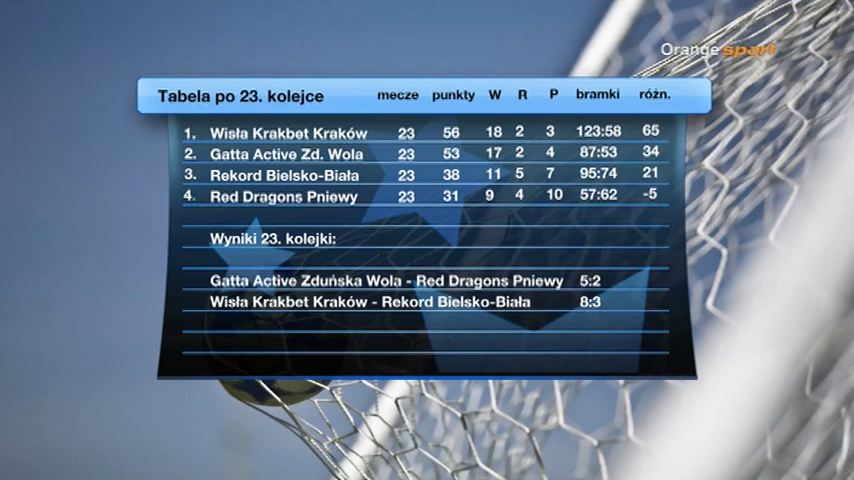 Orange sport
Tabela po 23. kolejce mecze punkty W R P bramki różn.
1. Wisła Krakbet Kraków 23 56 18 2 3 123:58 65
2. Gatta Active Zd. Wola 23 53 17 2 4 87:53 34
3. Rekord Bielsko-Biała 23 38 11 5 7 95:74 21
4. Red Dragons Pniewy 23 31 9 4 10 57:62 -5
Wyniki 23. kolejki:
Gatta Active Zduńska Wola - Red Dragons Pniewy 5:2
Wisła Krakbet Kraków - Rekord Bielsko-Biała 8:3